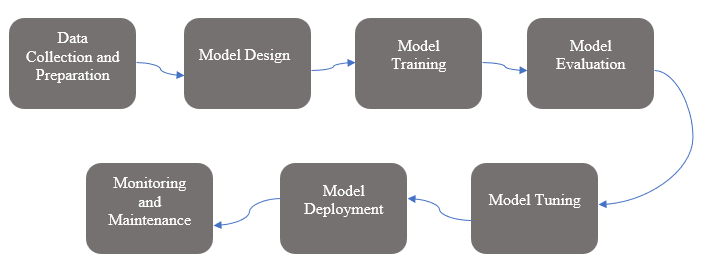 Data
Collection and
Preparation
Model Design
Model
Training
Model
Evaluation
Model Tuning
Model
Deployment
Monitoring
and
Maintenance